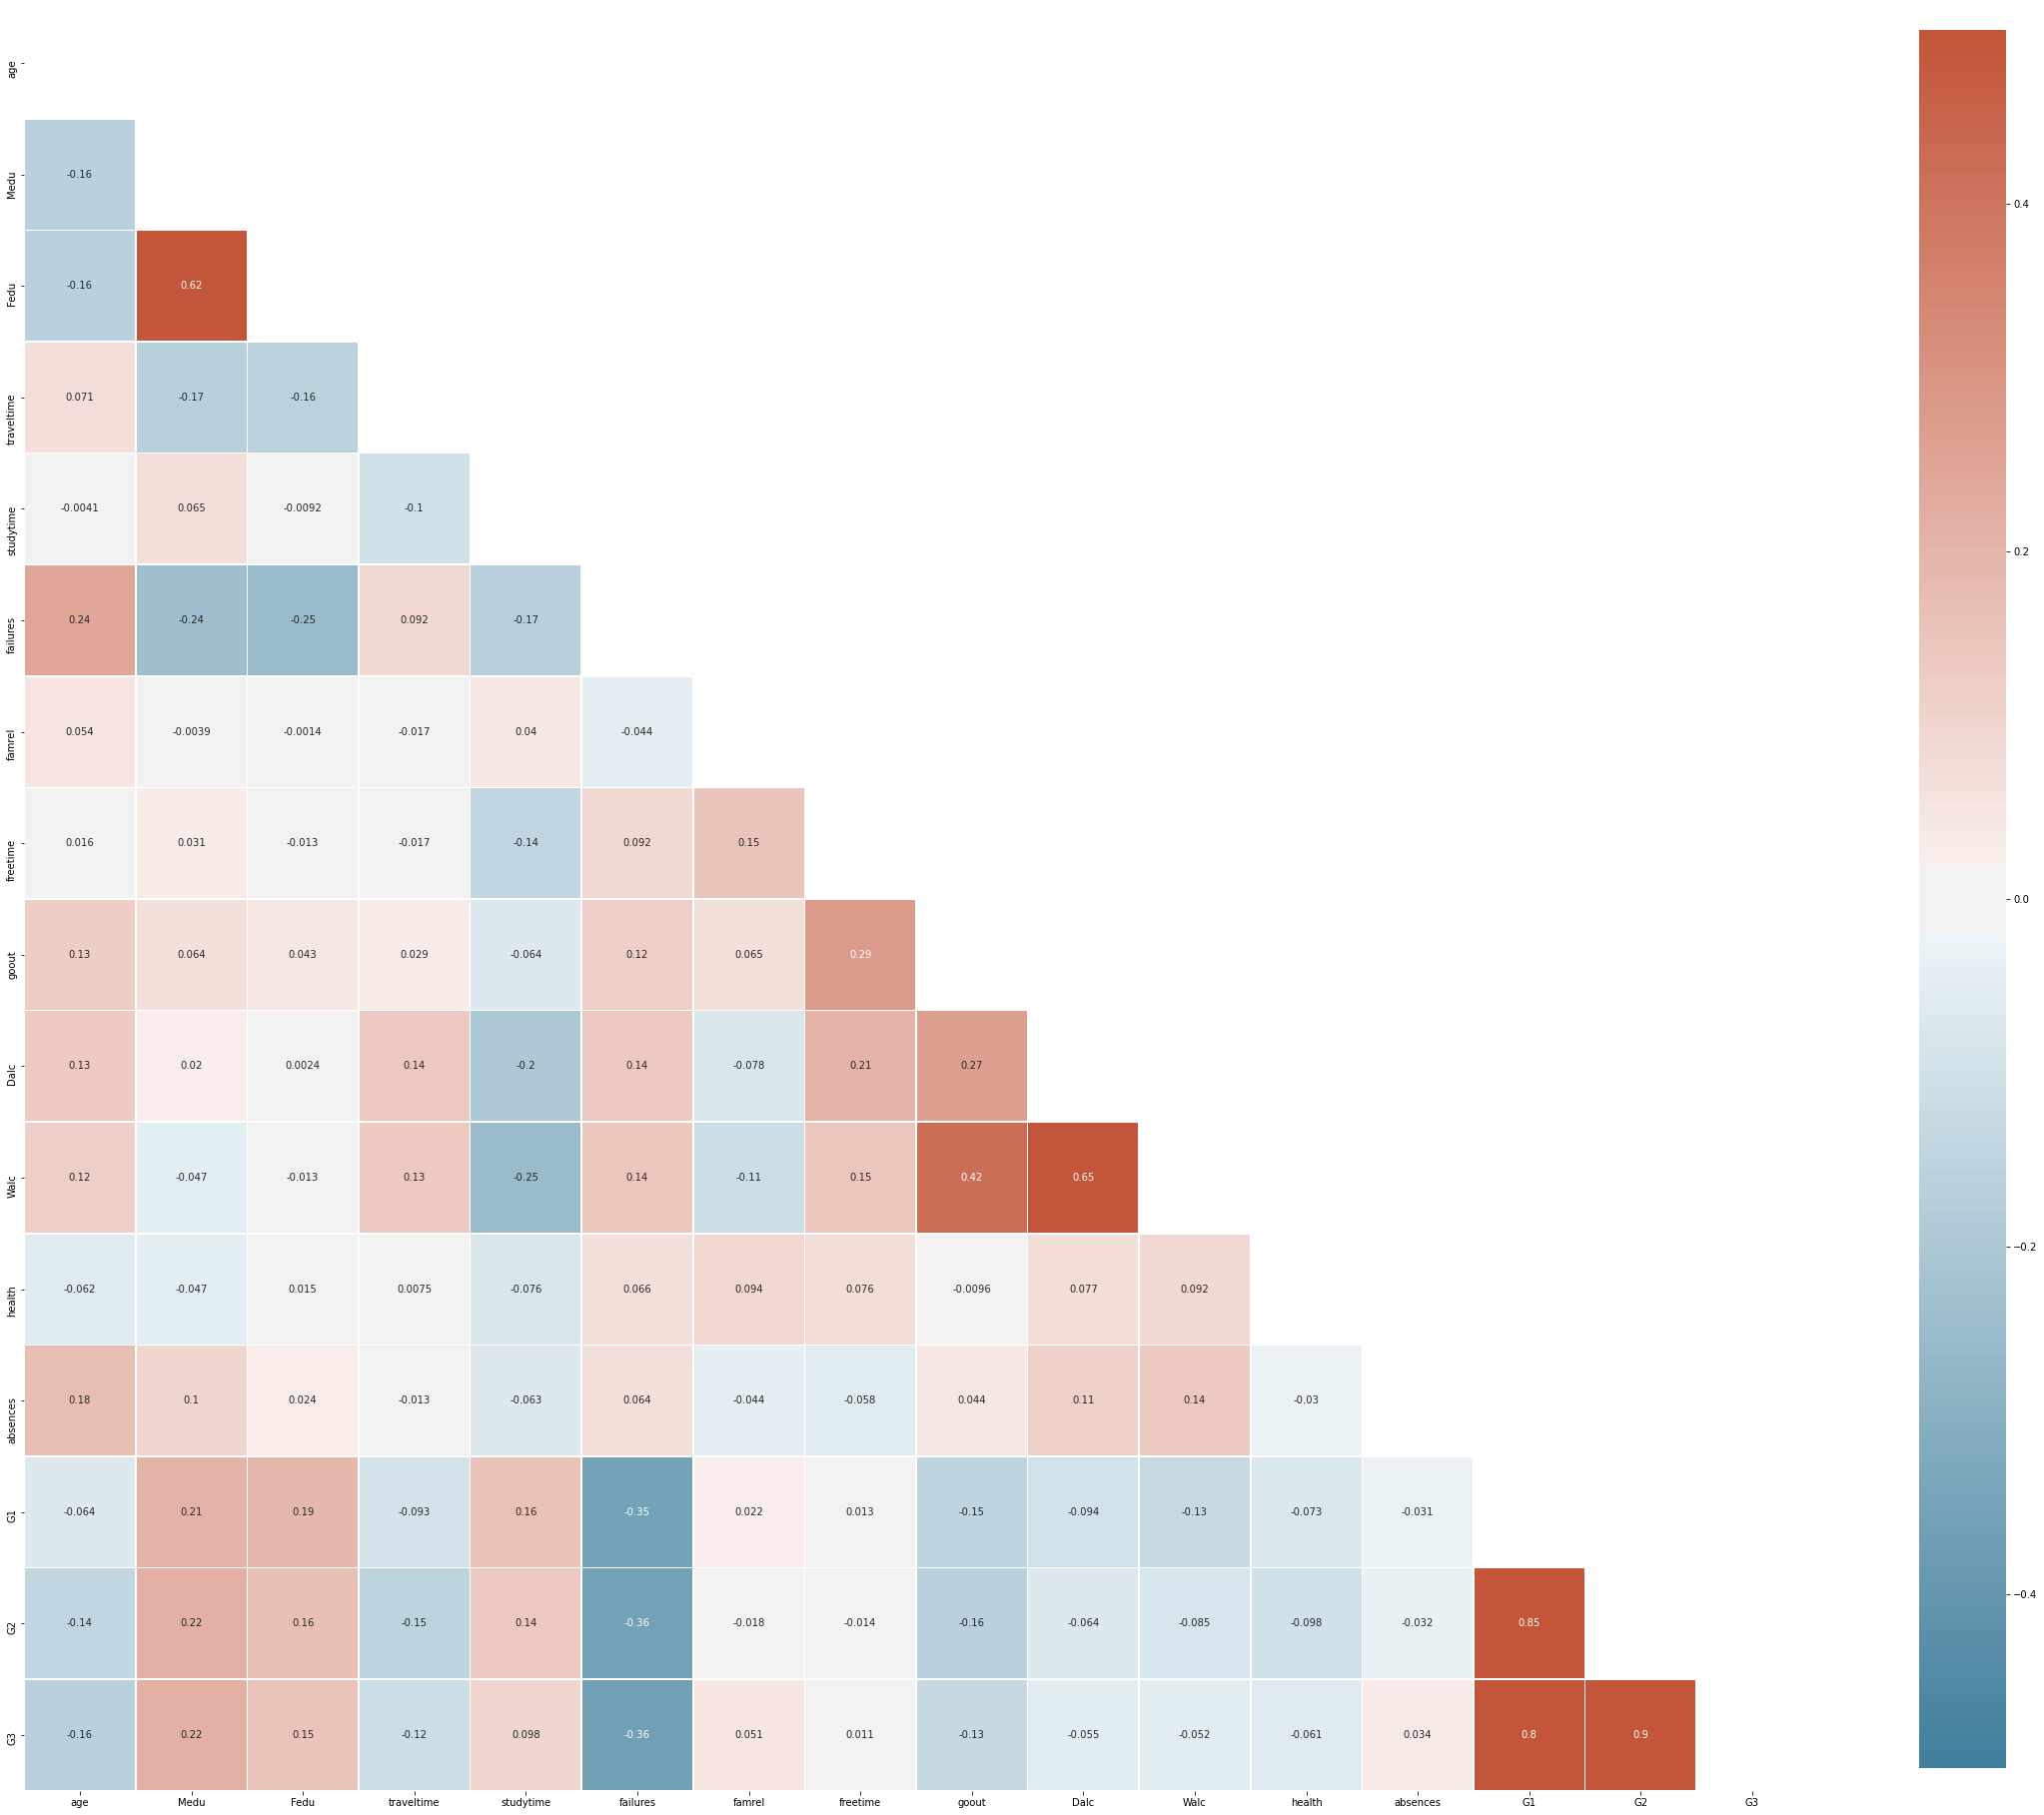 age
Medu -0.16
Fedu -0.16 0.62
traveltime 0.071 -0.17 -0.16
studytime -0.0041 0.065 -0.0092 -0.1
failures 0.24 -0.24 -0.25 0.092 -0.17
famrel 0.054 -0.0039 -0.0014 -0.017 0.04 -0.044
freetime 0.016 0.031 -0.013 -0.017 -0.14 0.092 0.15
goout 0.13 0.064 0.043 0.029 -0.064 0.12 0.065 0.29
Dalc 0.13 0.02 0.0024 0.14 -0.2 0.14 -0.078 0.21 0.27
Walc 0.12 -0.047 -0.013 0.13 -0.25 0.14 -0.11 0.15 0.42 0.65
health -0.062 -0.047 0.015 0.0075 -0.076 0.066 0.094 0.076 -0.0096 0.077 0.092
absences 0.18 0.1 0.024 -0.013 -0.063 0.064 -0.044 -0.058 0.044 0.11 0.14 -0.03
G1 -0.064 0.21 0.19 -0.093 0.16 -0.35 0.022 0.013 -0.15 -0.094 -0.13 -0.073 -0.031
G2 -0.14 0.22 0.16 -0.15 0.14 -0.36 -0.018 -0.014 -0.16 -0.064 -0.085 -0.098 -0.032 0.85
G3 -0.16 0.22 0.15 -0.12 0.098 -0.36 0.051 0.011 -0.13 -0.055 -0.052 -0.061 0.034 0.8 0.9
age Medu Fedu traveltime studytime failures famrel freetime goout Dalc Walc health absences G1 G2 G3
0.4
0.2
0.0
−0.2
−0.4